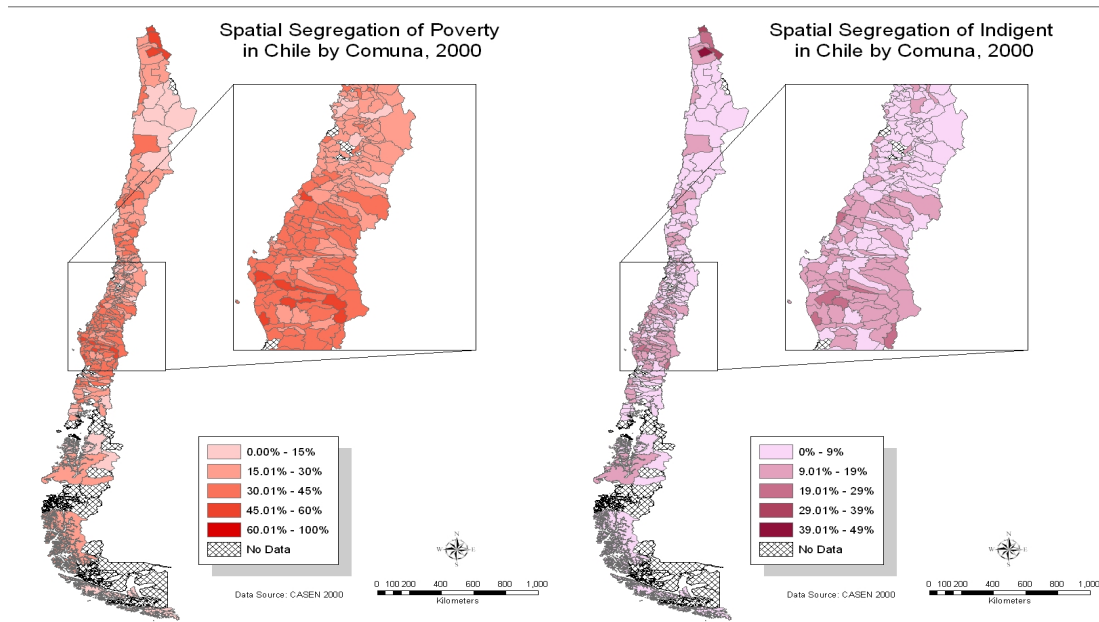 Spatial Segregation of Poverty
in Chile by Comuna, 2000
0.00% - 15%
15.01% - 30%
30.01% - 45%
45.01% - 60%
60.01% - 100%
No Data
N
W E
S
Data Source: CASEN 2000
0 100 200 400 600 800 1,000
Kilometers
Spatial Segregation of Indigent
in Chile by Comuna, 2000
0% - 9%
9.01% - 19%
19.01% - 29%
29.01% - 39%
39.01% - 49%
No Data
N
W E
S
Data Source: CASEN 2000
0 100 200 400 600 800 1,000
Kilometers